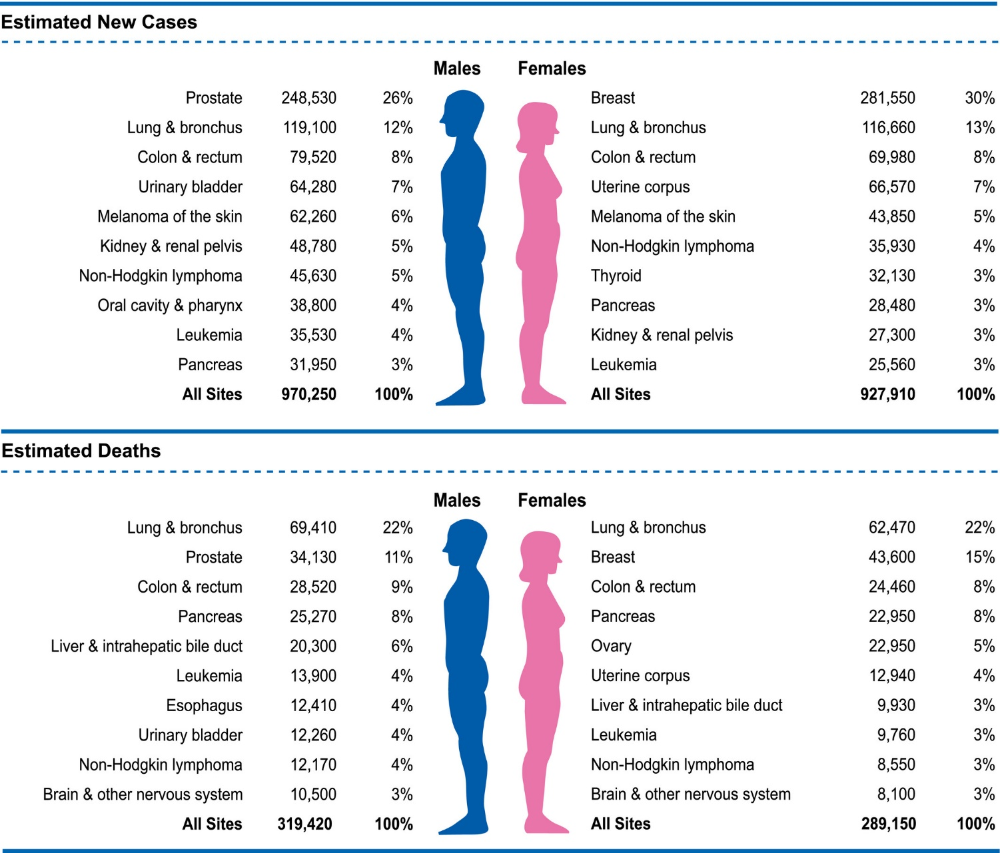 Estimated New Cases
Males Females
Prostate 248,530 26% Breast 281,550 30%
Lung & bronchus 119,100 12% Lung & bronchus 116,660 13%
Colon & rectum 79,520 8% Colon & rectum 69,980 8%
Urinary bladder 64,280 7% Uterine corpus 66,570 7%
Melanoma of the skin 62,260 6% Melanoma of the skin 43,850 5%
Kidney & renal pelvis 48,780 5% Non-Hodgkin lymphoma 35,930 4%
Non-Hodgkin lymphoma 45,630 5% Thyroid 32,130 3%
Oral cavity & pharynx 38,800 4% Pancreas 28,480 3%
Leukemia 35,530 4% Kidney & renal pelvis 27,300 3%
Pancreas 31,950 3% Leukemia 25,560 3%
All Sites 970,250 100% All Sites 927,910 100%
Estimated Deaths
Males Females
Lung & bronchus 69,410 22% Lung & bronchus 62,470 22%
Prostate 34,130 11% Breast 43,600 15%
Colon & rectum 28,520 9% Colon & rectum 24,460 8%
Pancreas 25,270 8% Pancreas 22,950 8%
Liver & intrahepatic bile duct 20,300 6% Ovary 22,950 5%
Leukemia 13,900 4% Uterine corpus 12,940 4%
Esophagus 12,410 4% Liver & intrahepatic bile duct 9,930 3%
Urinary bladder 12,260 4% Leukemia 9,760 3%
Non-Hodgkin lymphoma 12,170 4% Non-Hodgkin lymphoma 8,550 3%
Brain & other nervous system 10,500 3% Brain & other nervous system 8,100 3%
All Sites 319,420 100% All Sites 289,150 100%